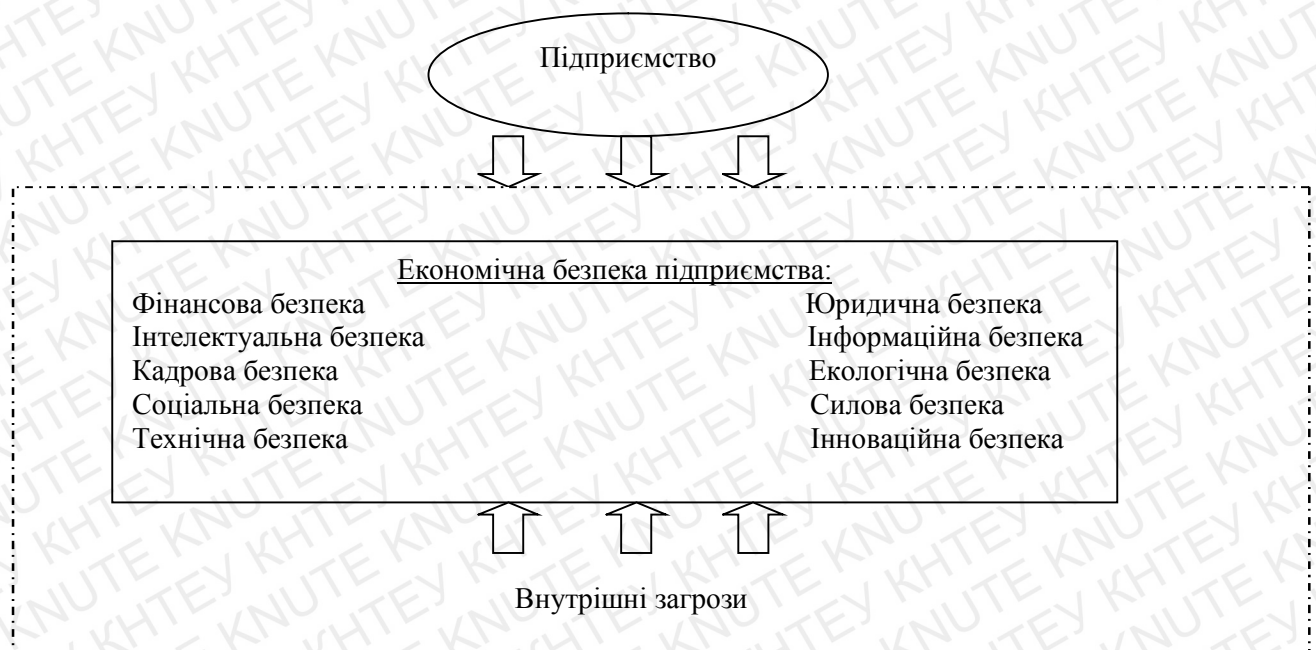 Підприємство
Економічна безпека підприємства:
Фінансова безпека Юридична безпека
Інтелектуальна безпека Інформаційна безпека
Кадрова безпека Екологічна безпека
Соціальна безпека Силова безпека
Технічна безпека Інноваційна безпека
Внутрішні загрози